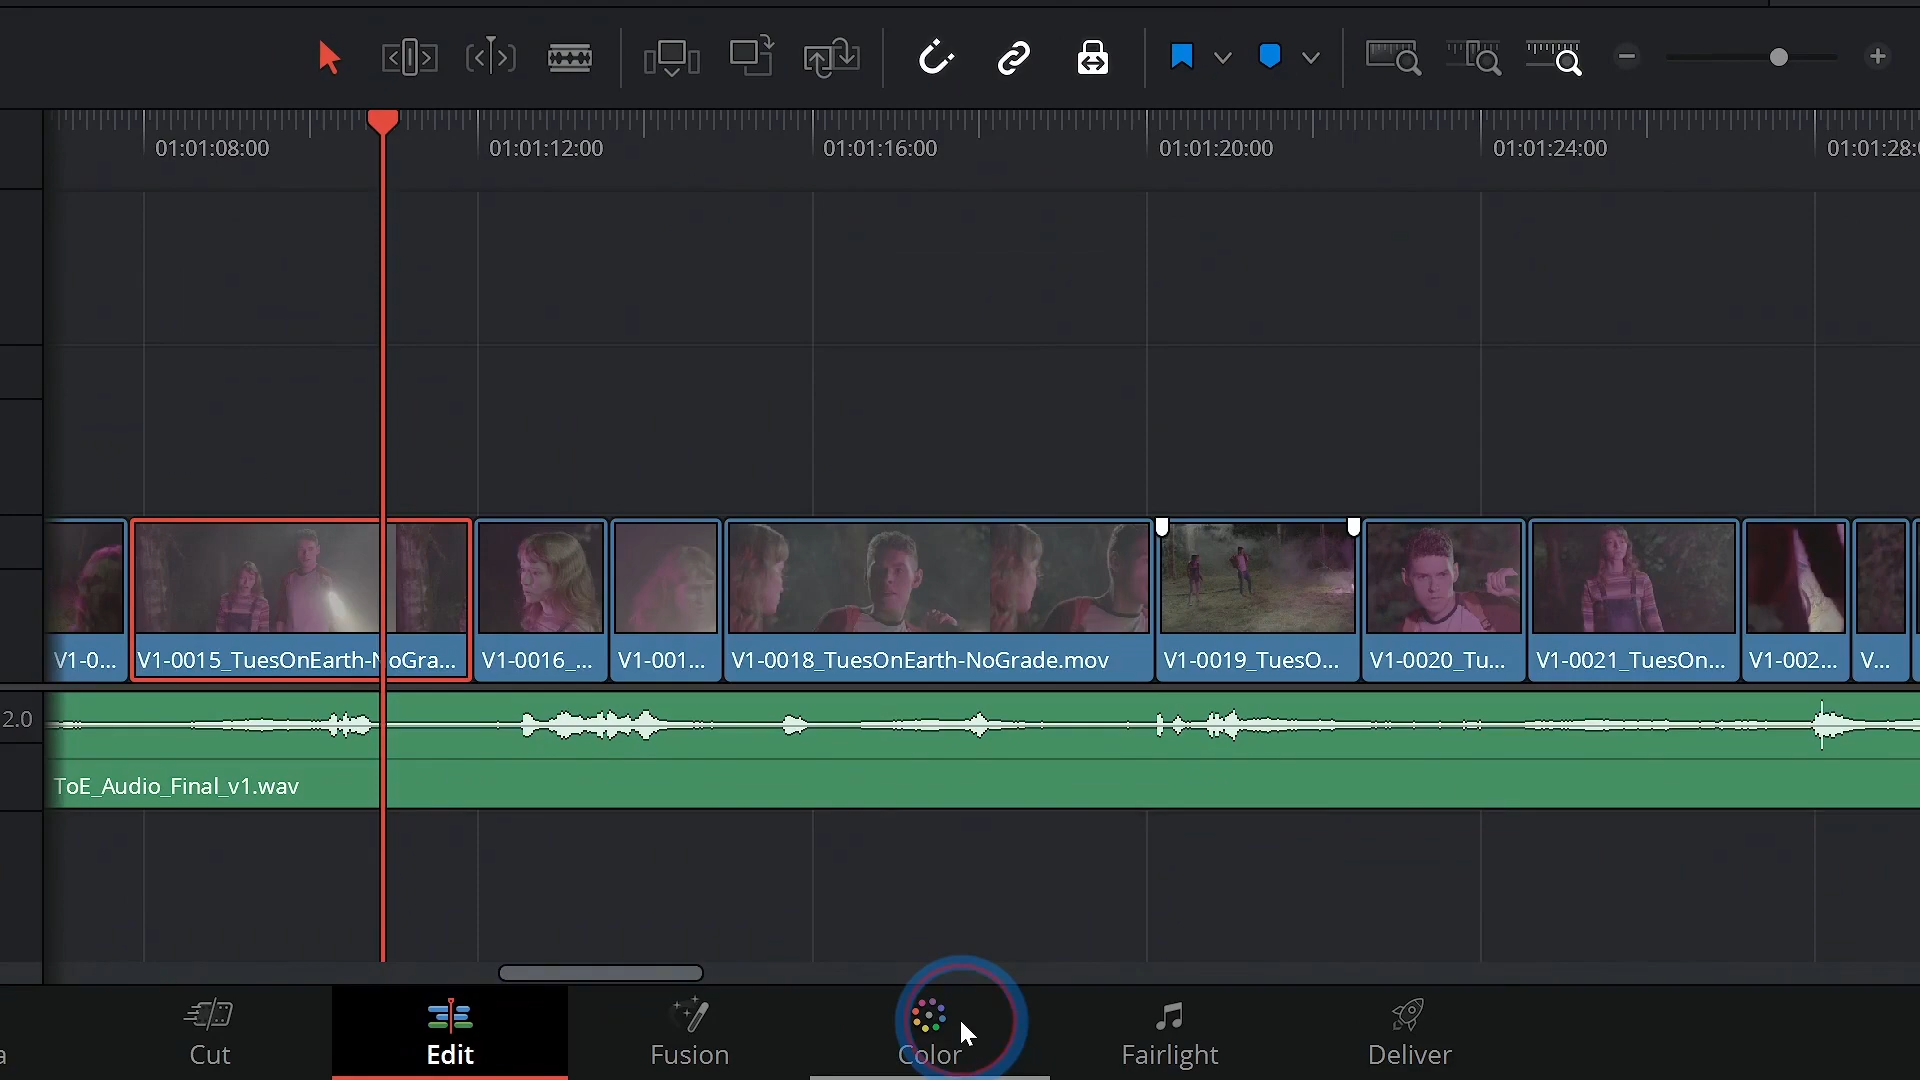 01:01:08:00 01:01:12:00 01:01:16:00 01:01:20:00 01:01:24:00 01:01:28:0
V1-0... V1-0015_TuesOnEarth-NoGra... V1-0016_... V1-001... V1-0018_TuesOnEarth-NoGrade.mov V1-0019_TuesO... V1-0020_Tu... V1-0021_TuesOn... V1-002... V...
2.0
ToE_Audio_Final_v1.wav
a Cut Edit Fusion Color Fairlight Deliver